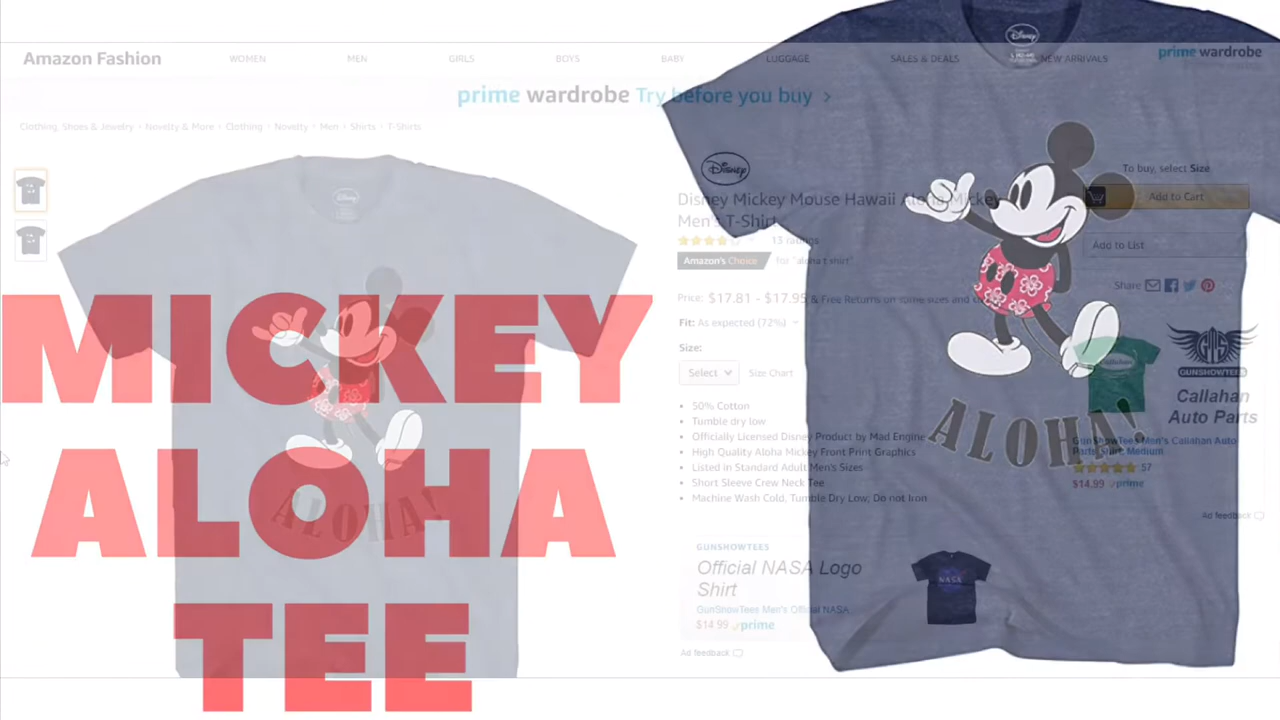 Amazon Fashion
WOMEN
MEN
GIRLS
BOYS
BABY
LUGGAGE
SALES & DEALS
NEW ARRIVALS
prime wardrobe
prime wardrobe Try before you buy ›
Clothing, Shoes & Jewelry › Novelty & More › Clothing › Novelty › Men › Shirts › T-Shirts
Disney
Disney
Disney
Disney Mickey Mouse Hawaii Aloha Mickey
Men's T-Shirt
13 ratings
Amazon's Choice for "aloha t shirt"
Price: $17.81 - $17.95 & Free Returns on some sizes and
Fit: As expected (72%)
Size:
Select
Size Chart
• 50% Cotton
• Tumble dry low
• Officially Licensed Disney Product by Mad Engine
• High Quality Aloha Mickey Front Print Graphics
• Listed in Standard Adult Men's Sizes
• Short Sleeve Crew Neck Tee
• Machine Wash Cold, Tumble Dry Low; Do not Iron
To buy, select Size
Add to Cart
Add to List
Share
GTS
GUNSHOWTEES
Callahan
Auto Parts
GunShowTees Men's Callahan Auto
Parts Shirt, Medium
57
$14.99 prime
Ad feedback
GUNSHOWTEES
Official NASA Logo
Shirt
GunShowTees Men's Official NASA
$14.99 prime
NASA
Ad feedback
ALOHA!
ALOHA!
MICKEY
ALOHA
TEE